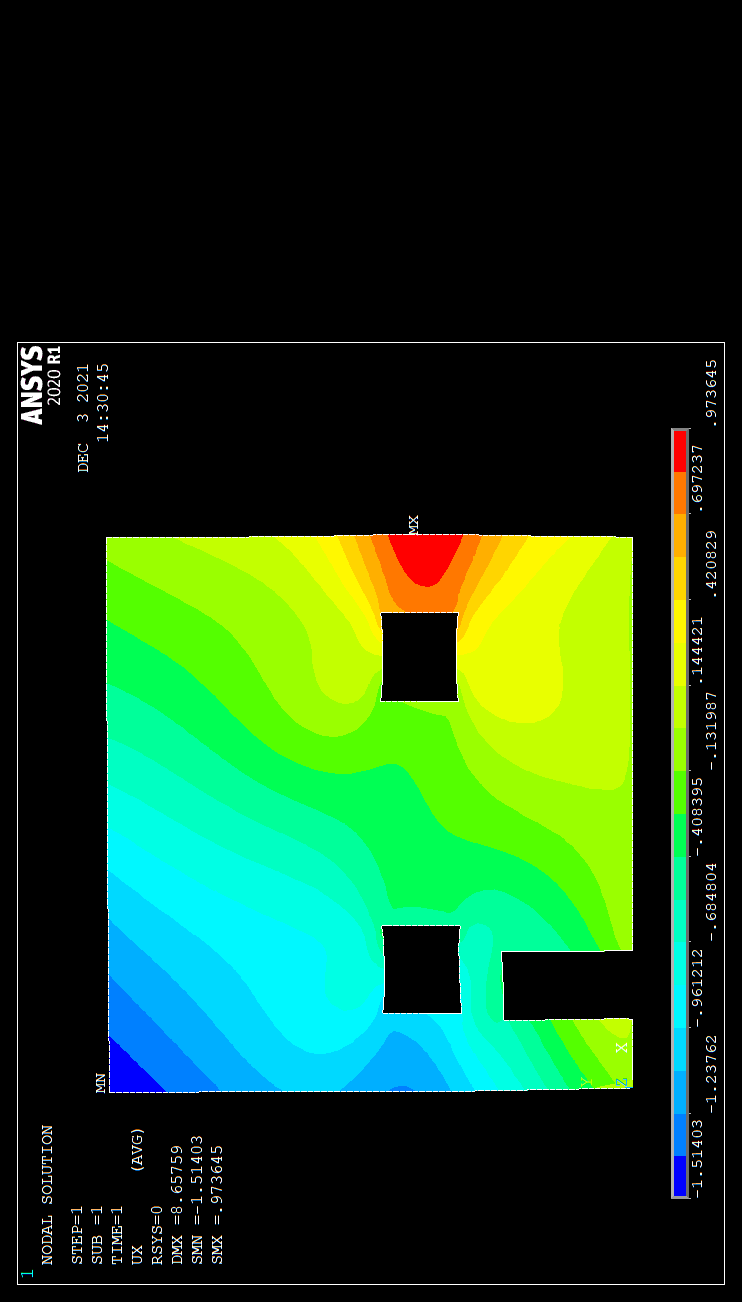 1
NODAL SOLUTION
STEP=1
SUB =1
TIME=1
UX (AVG)
RSYS=0
DMX =8.65759
SMN =-1.51403
SMX =.973645
ANSYS
2020 R1
DEC 3 2021
14:30:45
MN
MX
Y
Z X
-1.51403
-1.23762
-.961212
-.684804
-.408395
-.131987
.144421
.420829
.697237
.973645